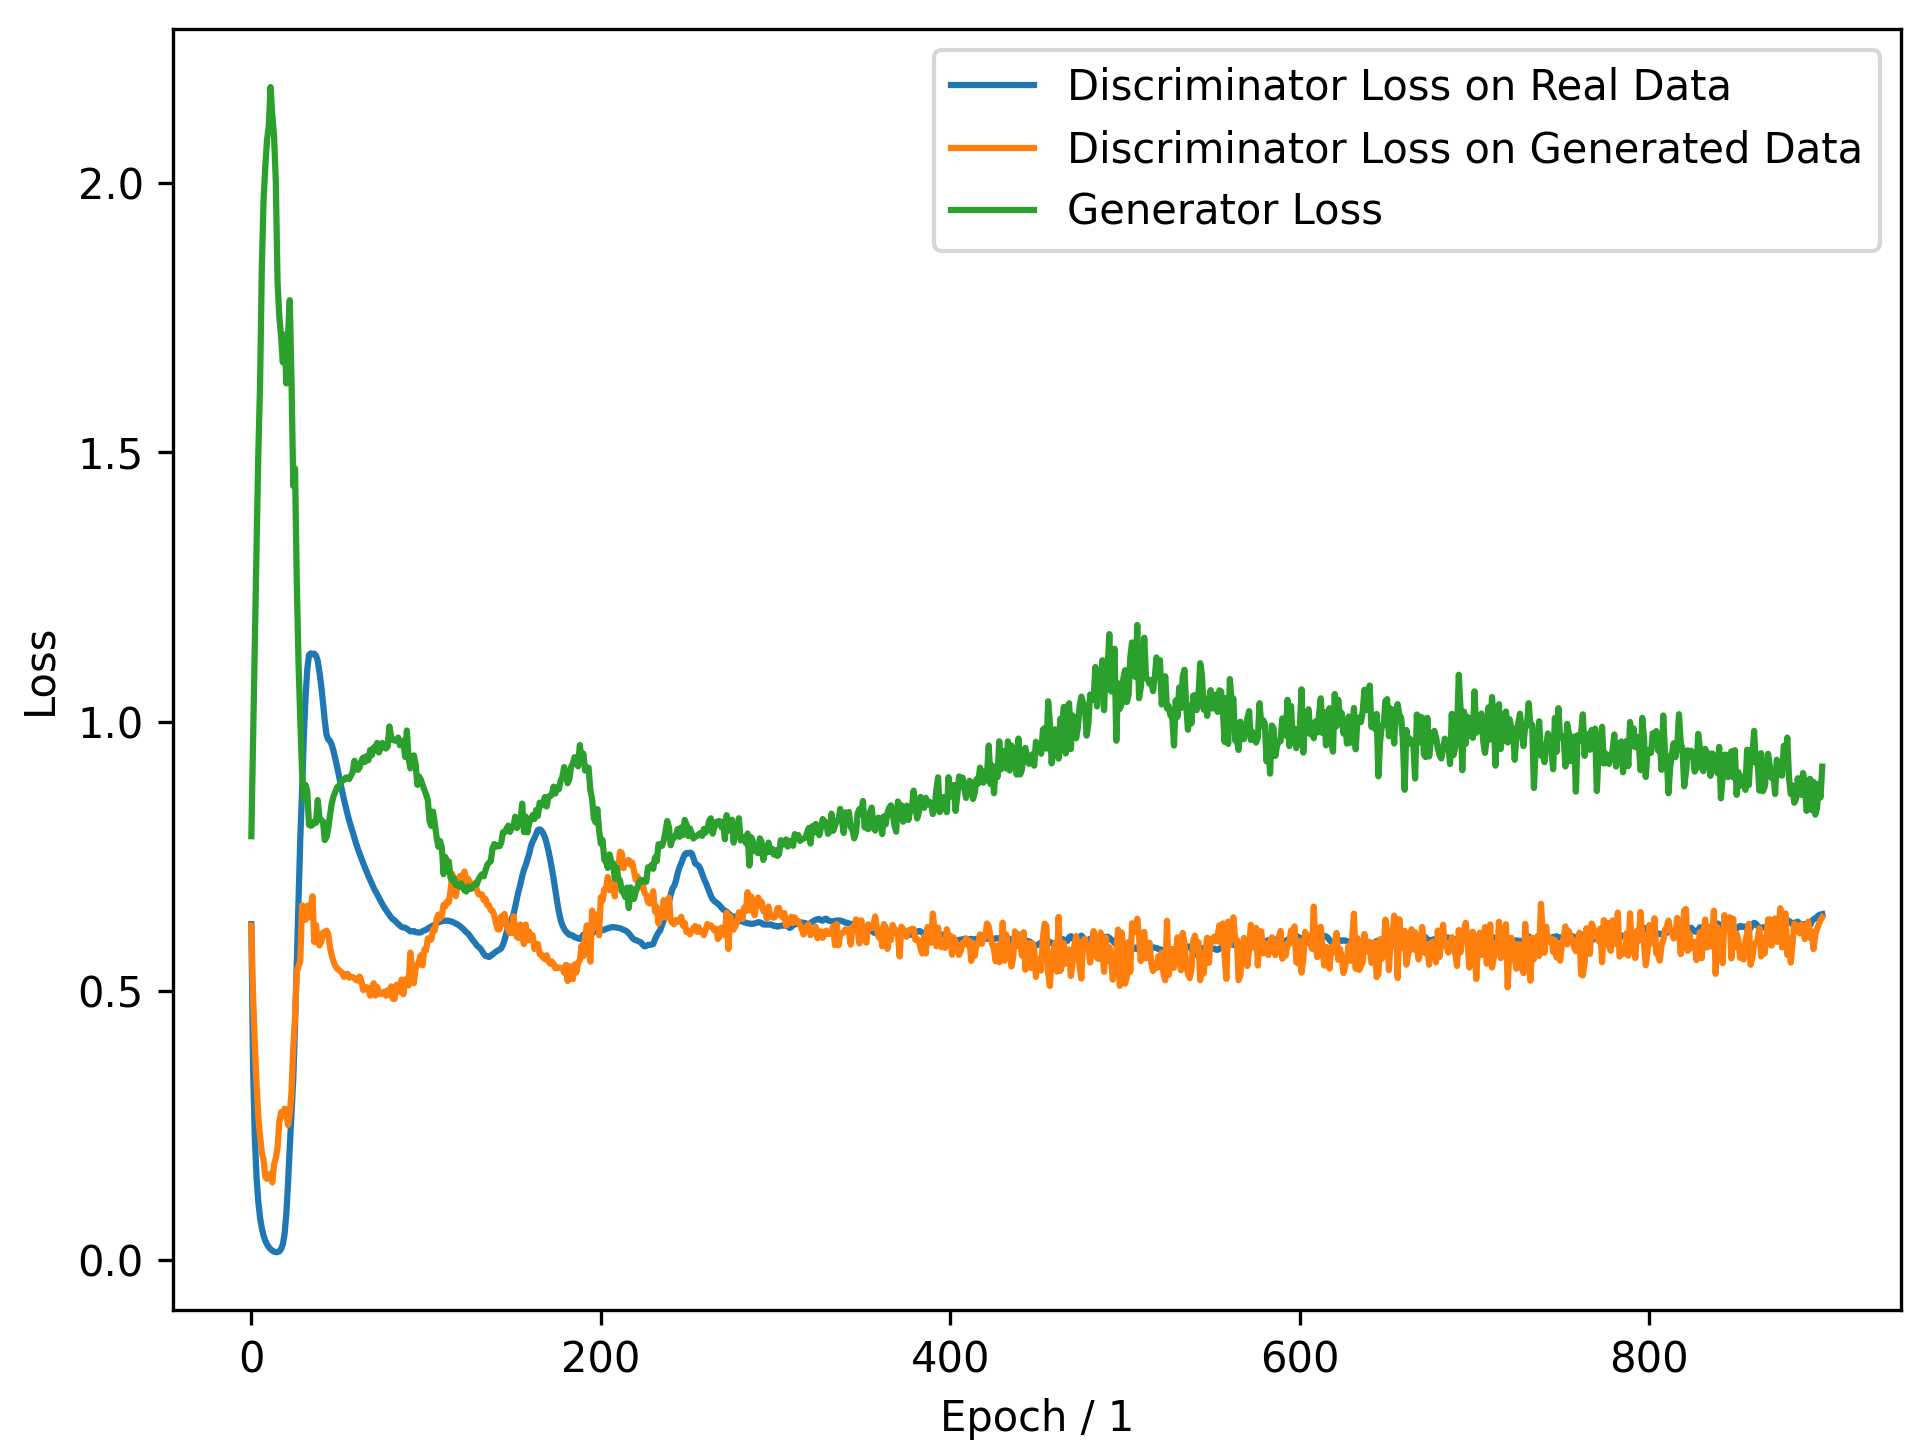 Discriminator Loss on Real Data
Discriminator Loss on Generated Data
Generator Loss
2.0
1.5
1.0
0.5
0.0
Loss
0 200 400 600 800
Epoch / 1